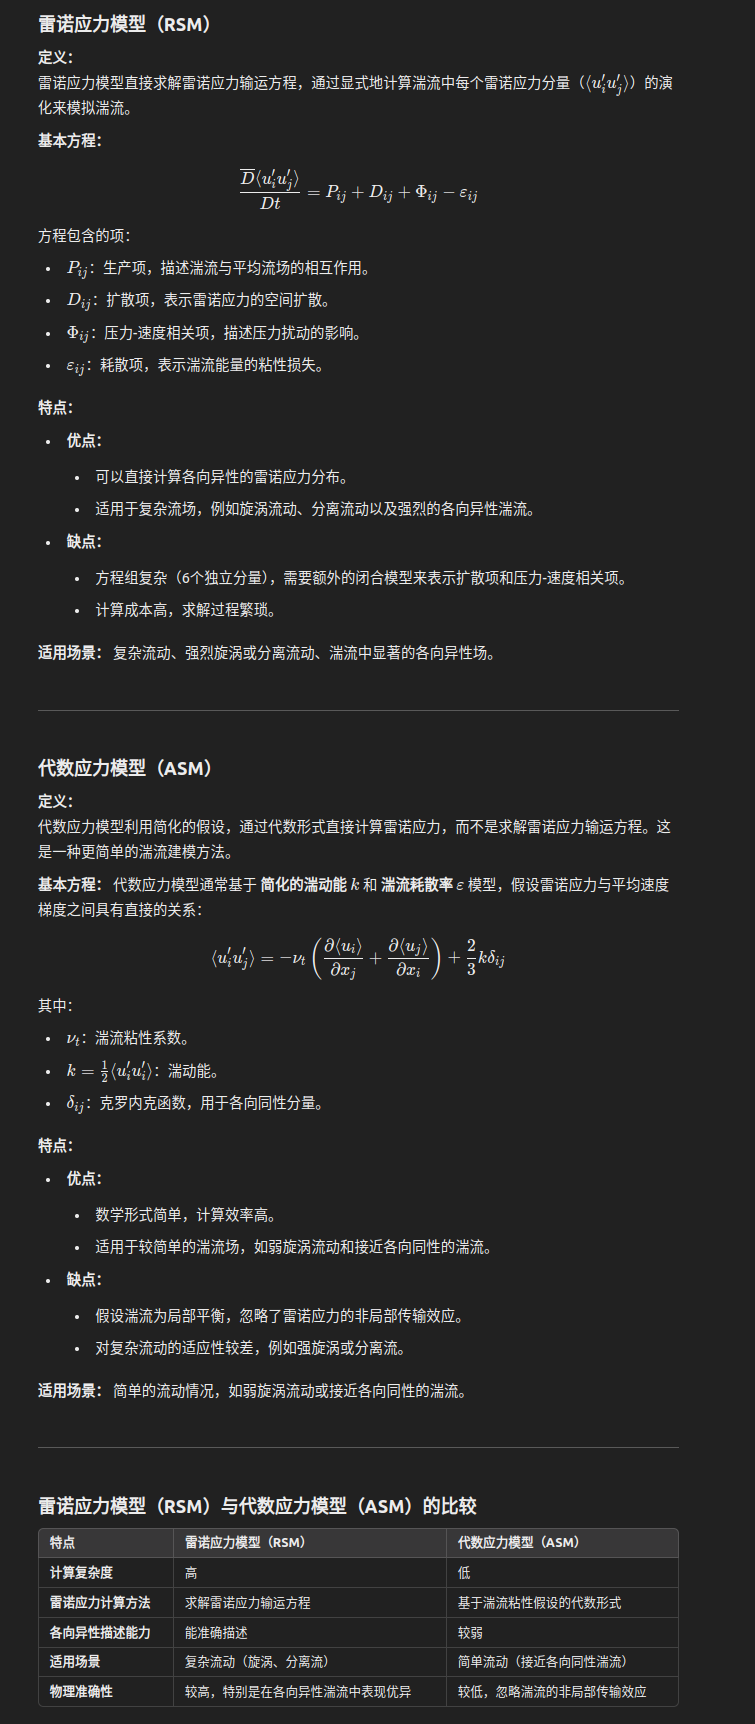 雷诺应力模型（RSM）
定义：
雷诺应力模型直接求解雷诺应力输运方程，通过显式地计算湍流中每个雷诺应力分量（⟨u′ᵢu′ⱼ⟩）的演
化来模拟湍流。
基本方程：
\frac{\overline{D}⟨u_i′u_j′⟩}{Dt} = P_{ij} + D_{ij} + Φ_{ij} − ε_{ij}
方程包含的项：
• P_{ij}：生产项，描述湍流与平均流场的相互作用。
• D_{ij}：扩散项，表示雷诺应力的空间扩散。
• Φ_{ij}：压力-速度相关项，描述压力扰动的影响。
• ε_{ij}：耗散项，表示湍流能量的粘性损失。
特点：
• 优点：
• 可以直接计算各向异性的雷诺应力分布。
• 适用于复杂流场，例如旋涡流动、分离流动以及强烈的各向异性湍流。
• 缺点：
• 方程组复杂（6个独立分量），需要额外的闭合模型来表示扩散项和压力-速度相关项。
• 计算成本高，求解过程繁琐。
适用场景： 复杂流动、强烈旋涡或分离流动、湍流中显著的各向异性场。
代数应力模型（ASM）
定义：
代数应力模型利用简化的假设，通过代数形式直接计算雷诺应力，而不是求解雷诺应力输运方程。这
是一种更简单的湍流建模方法。
基本方程： 代数应力模型通常基于 简化的湍动能 k 和 湍流耗散率 ε 模型，假设雷诺应力与平均速度
梯度之间具有直接的关系：
⟨u_i′u_j′⟩ = −ν_t \left( \frac{∂⟨u_i⟩}{∂x_j} + \frac{∂⟨u_j⟩}{∂x_i} \right) + \frac{2}{3}kδ_{ij}
其中：
• ν_t：湍流粘性系数。
• k = \frac{1}{2}⟨u_i′u_i′⟩：湍动能。
• δ_{ij}：克罗内克函数，用于各向同性分量。
特点：
• 优点：
• 数学形式简单，计算效率高。
• 适用于较简单的湍流场，如弱旋涡流动和接近各向同性的湍流。
• 缺点：
• 假设湍流为局部平衡，忽略了雷诺应力的非局部传输效应。
• 对复杂流动的适应性较差，例如强旋涡或分离流。
适用场景： 简单的流动情况，如弱旋涡流动或接近各向同性的湍流。
雷诺应力模型（RSM）与代数应力模型（ASM）的比较
特点 雷诺应力模型（RSM） 代数应力模型（ASM）
计算复杂度 高 低
雷诺应力计算方法 求解雷诺应力输运方程 基于湍流粘性假设的代数形式
各向异性描述能力 能准确描述 较弱
适用场景 复杂流动（旋涡、分离流） 简单流动（接近各向同性湍流）
物理准确性 较高，特别是在各向异性湍流中表现优异 较低，忽略湍流的非局部传输效应